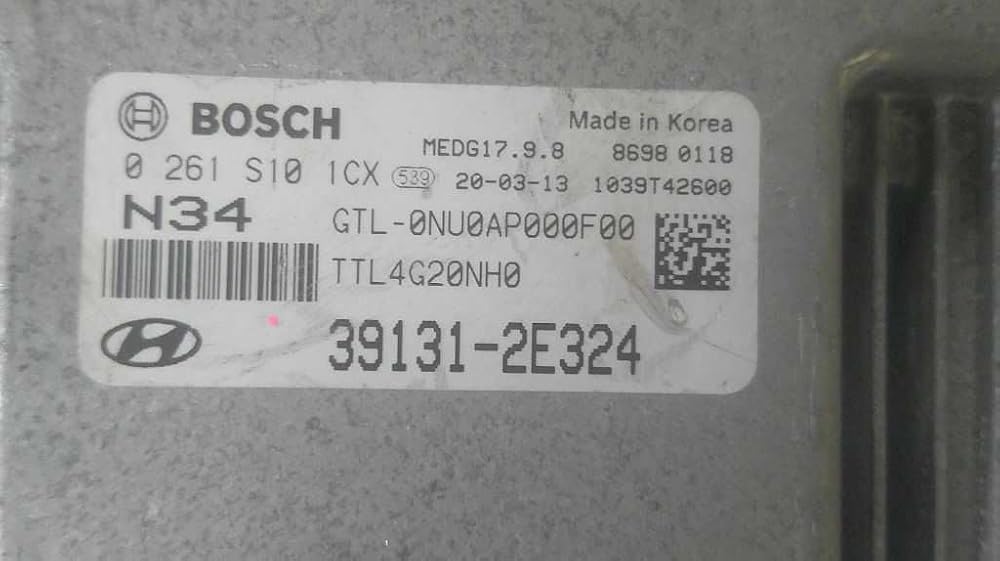 BOSCH
Made in Korea
MEDG17.9.8 8698 0118
0 261 S10 1CX 539 20-03-13 1039T42600
N34
GTL-0NU0AP000F00
TTL4G20NH0
39131-2E324